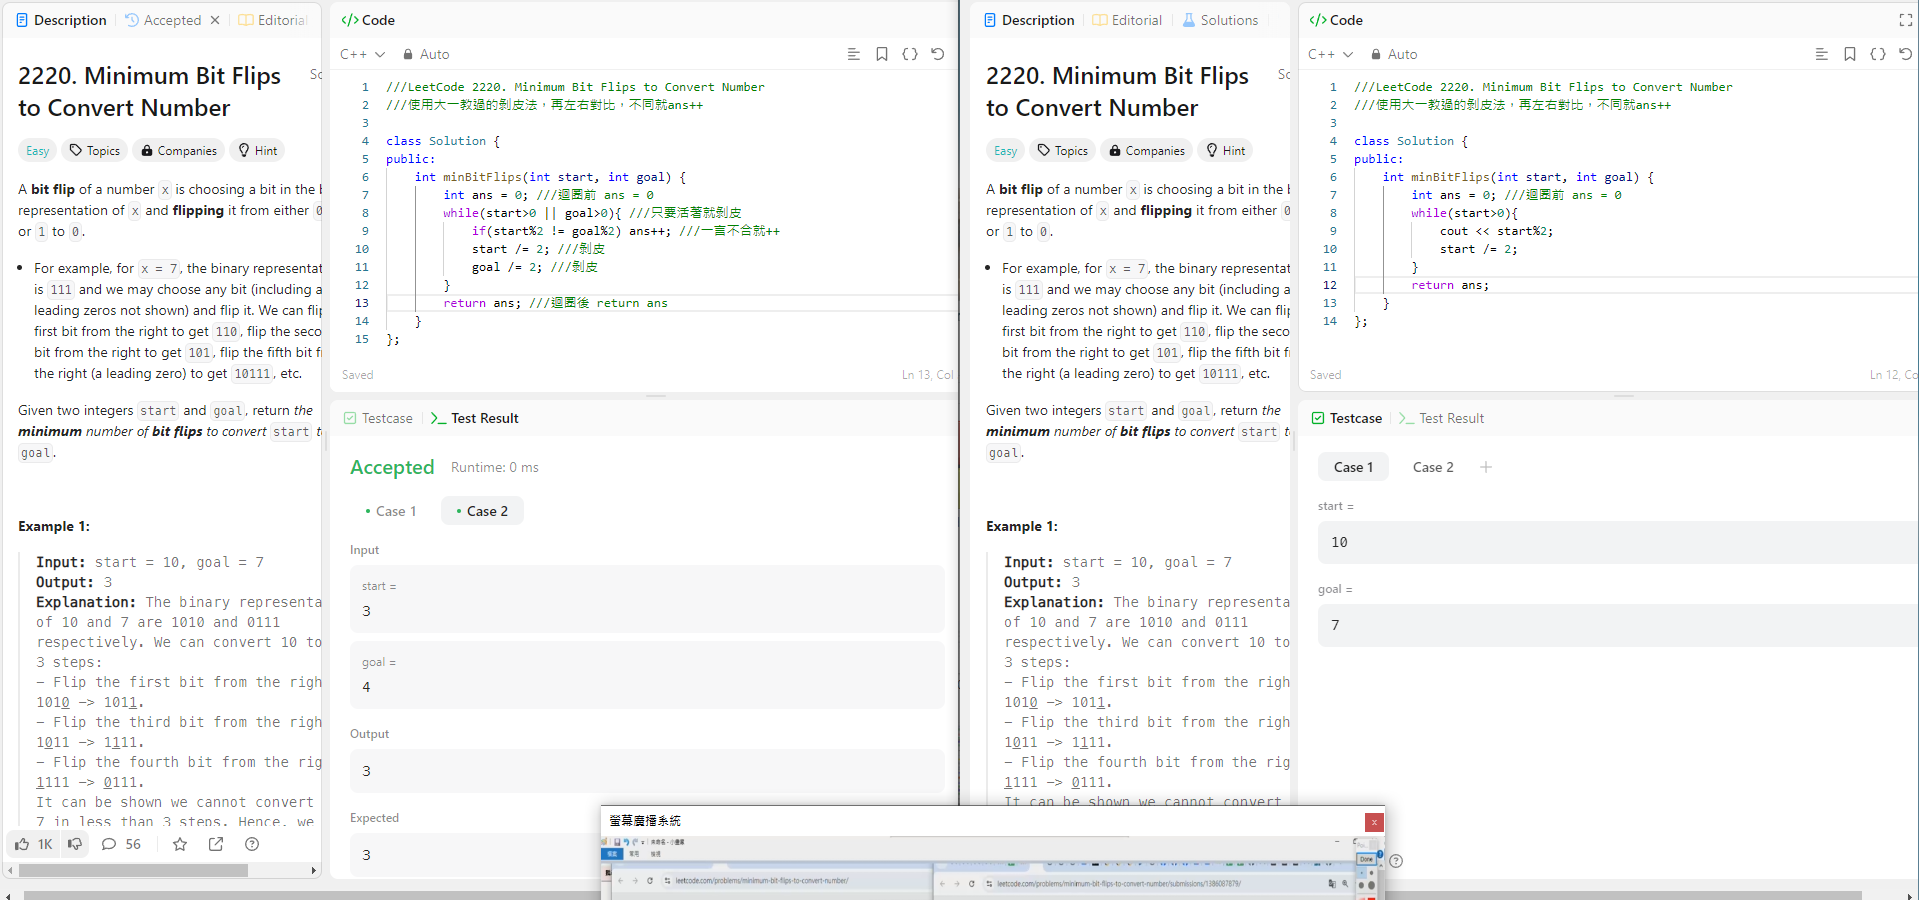 Description
Accepted
Editorial
2220. Minimum Bit Flips
to Convert Number
Easy
Topics
Companies
Hint
A bit flip of a number x is choosing a bit in the b
representation of x and flipping it from either 0
or 1 to 0.
For example, for x = 7, the binary representat
is 111 and we may choose any bit (including a
leading zeros not shown) and flip it. We can flip
first bit from the right to get 110, flip the seco
bit from the right to get 101, flip the fifth bit fr
the right (a leading zero) to get 10111, etc.
Given two integers start and goal, return the
minimum number of bit flips to convert start t
goal.
Example 1:
Input: start = 10, goal = 7
Output: 3
Explanation: The binary representa
of 10 and 7 are 1010 and 0111
respectively. We can convert 10 to
3 steps:
- Flip the first bit from the righ
1010 -> 1011.
- Flip the third bit from the righ
1011 -> 1111.
- Flip the fourth bit from the rig
1111 -> 0111.
It can be shown we cannot convert
7 in less than 3 steps. Hence, we
1K
56
Code
C++
Auto
1 ///LeetCode 2220. Minimum Bit Flips to Convert Number
2 ///使用大一教過的剝皮法，再左右對比，不同就ans++
3
4 class Solution {
5 public:
6 int minBitFlips(int start, int goal) {
7 int ans = 0; ///迴圈前 ans = 0
8 while(start>0 || goal>0){ ///只要活著就剝皮
9 if(start%2 != goal%2) ans++; ///一言不合就++
10 start /= 2; ///剝皮
11 goal /= 2; ///剝皮
12 }
13 return ans; ///迴圈後 return ans
14 }
15 };
Saved
Ln 13, Col
Testcase
Test Result
Accepted
Runtime: 0 ms
Case 1
Case 2
Input
start =
3
goal =
4
Output
3
Expected
3
Description
Editorial
Solutions
2220. Minimum Bit Flips
to Convert Number
Easy
Topics
Companies
Hint
A bit flip of a number x is choosing a bit in the b
representation of x and flipping it from either 0
or 1 to 0.
For example, for x = 7, the binary representat
is 111 and we may choose any bit (including a
leading zeros not shown) and flip it. We can flip
first bit from the right to get 110, flip the seco
bit from the right to get 101, flip the fifth bit fr
the right (a leading zero) to get 10111, etc.
Given two integers start and goal, return the
minimum number of bit flips to convert start t
goal.
Example 1:
Input: start = 10, goal = 7
Output: 3
Explanation: The binary representa
of 10 and 7 are 1010 and 0111
respectively. We can convert 10 to
3 steps:
- Flip the first bit from the righ
1010 -> 1011.
- Flip the third bit from the righ
1011 -> 1111.
- Flip the fourth bit from the rig
1111 -> 0111.
It can be shown we cannot convert
Code
C++
Auto
1 ///LeetCode 2220. Minimum Bit Flips to Convert Number
2 ///使用大一教過的剝皮法，再左右對比，不同就ans++
3
4 class Solution {
5 public:
6 int minBitFlips(int start, int goal) {
7 int ans = 0; ///迴圈前 ans = 0
8 while(start>0){
9 cout << start%2;
10 start /= 2;
11 }
12 return ans;
13 }
14 };
Saved
Ln 12, Co
Testcase
Test Result
Case 1
Case 2
start =
10
goal =
7
螢幕廣播系統
leetcode.com/problems/minimum-bit-flips-to-convert-number/
leetcode.com/problems/minimum-bit-flips-to-convert-number/submissions/1386087879/
Done